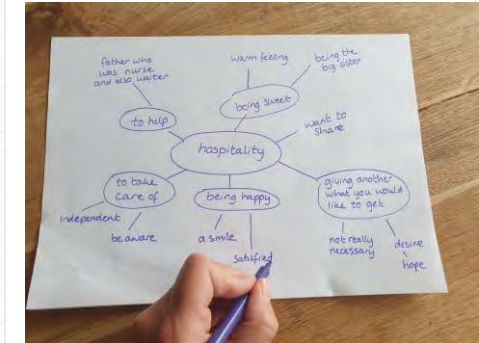 father who
was nurse
and also waiter
warm feeling
being the
big sister
being sweet
to help
want to
share
haspitality
to take
care of
being happy
giving another
what you would
like to get
independent
be aware
a smile
satisfied
not really
necessary
desire
hope